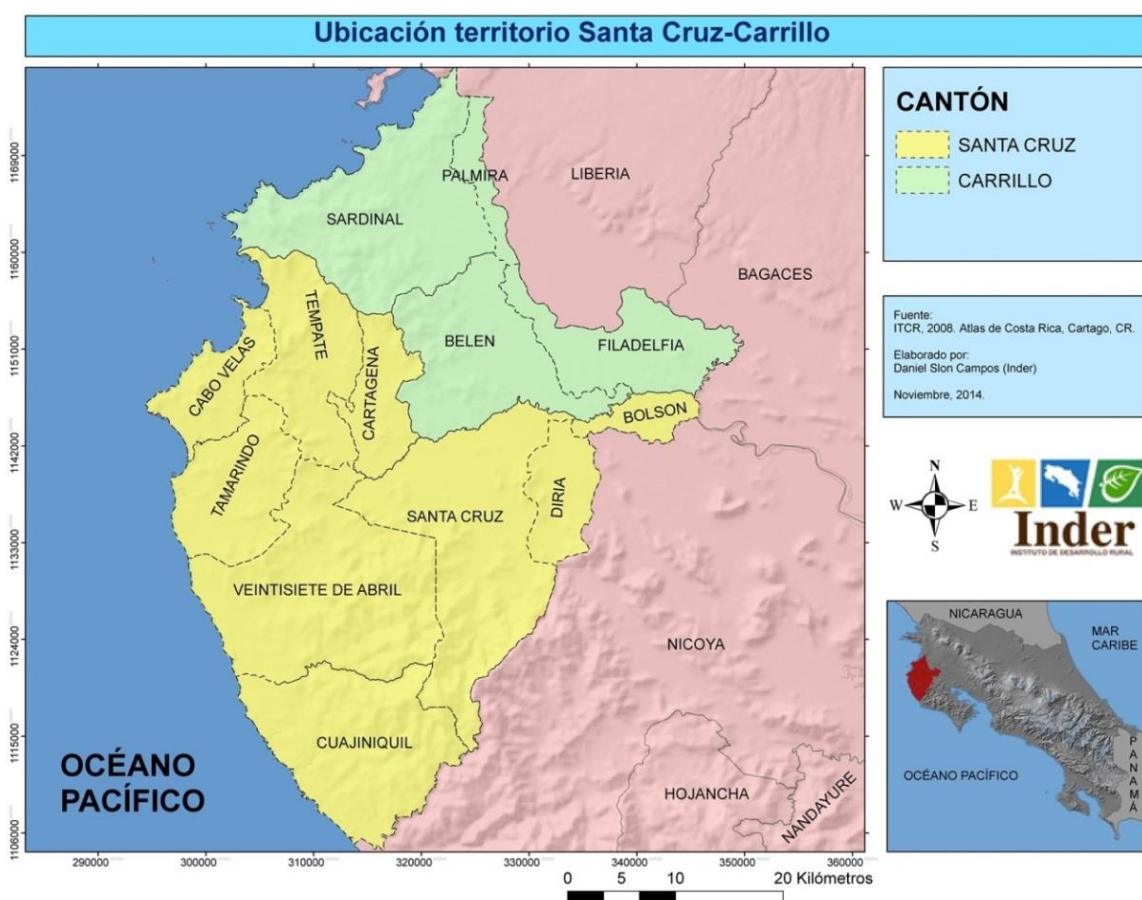 Ubicación territorio Santa Cruz-Carrillo
CANTÓN
SANTA CRUZ
CARRILLO
Fuente:
ITCR, 2008. Atlas de Costa Rica, Cartago, CR.
Elaborado por:
Daniel Slon Campos (Inder)
Noviembre, 2014.
N
W
E
S
Inder
INSTITUTO DE DESARROLLO RURAL
NICARAGUA
MAR
CARIBE
OCÉANO PACÍFICO
PANAMÁ
PALMIRA
LIBERIA
SARDINAL
BAGACES
TEMPATE
BELEN
FILADELFIA
CABO VELAS
CARTAGENA
BOLSON
TAMARINDO
SANTA CRUZ
DIRIA
VEINTISIETE DE ABRIL
NICOYA
CUAJINIQUIL
HOJANCHA
NANDAYURE
OCÉANO
PACÍFICO
1169000
1160000
1151000
1142000
1133000
1124000
1115000
1106000
290000
300000
310000
320000
330000
340000
350000
360000
0 5 10 20 Kilómetros